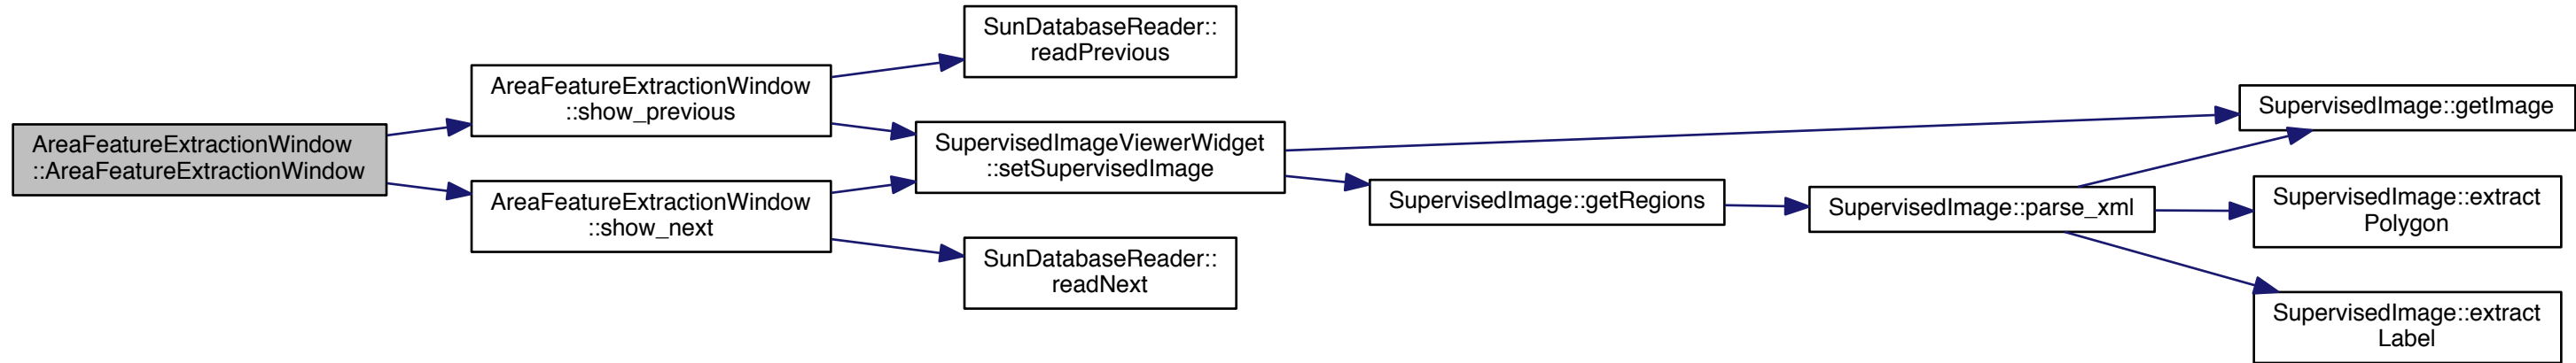 AreaFeatureExtractionWindow
::AreaFeatureExtractionWindow
AreaFeatureExtractionWindow
::show_previous
AreaFeatureExtractionWindow
::show_next
SunDatabaseReader::
readPrevious
SupervisedImageViewerWidget
::setSupervisedImage
SunDatabaseReader::
readNext
SupervisedImage::getRegions
SupervisedImage::parse_xml
SupervisedImage::getImage
SupervisedImage::extract
Polygon
SupervisedImage::extract
Label